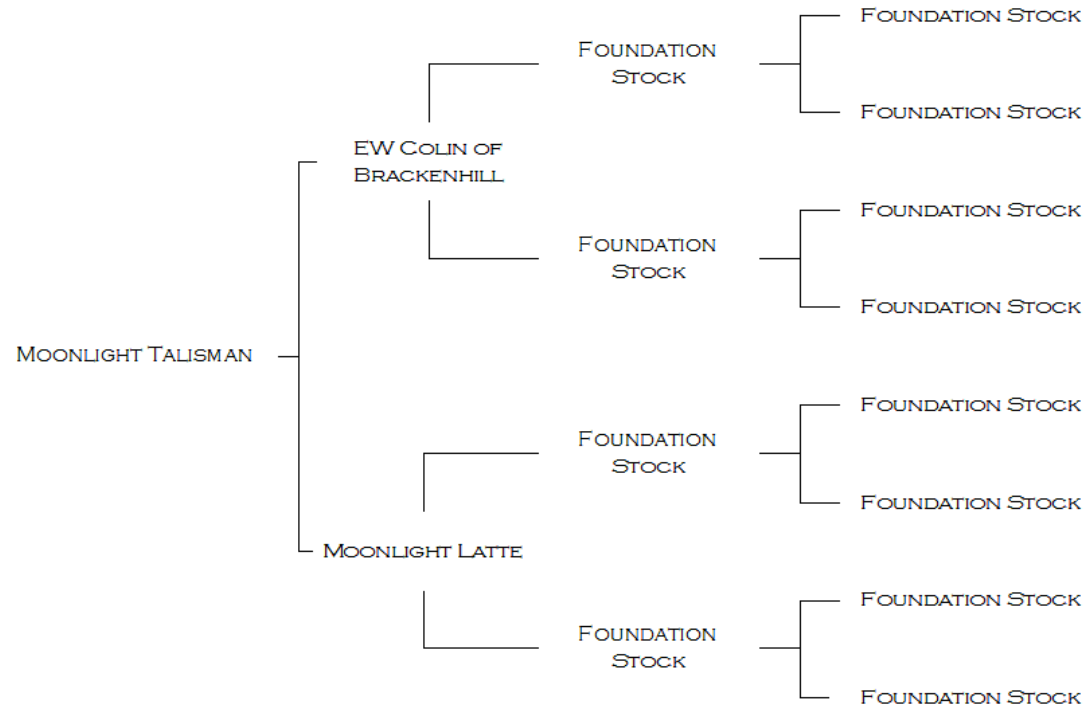 Foundation Stock
Foundation
Stock
Foundation Stock
EW Colin of
Brackenhill
Foundation Stock
Foundation
Stock
Foundation Stock
Moonlight Talisman
Foundation Stock
Foundation
Stock
Foundation Stock
Moonlight Latte
Foundation Stock
Foundation
Stock
Foundation Stock